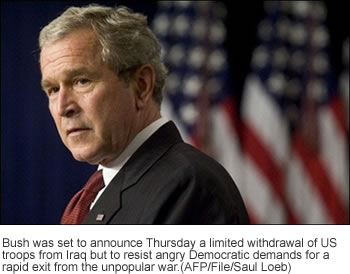 Bush was set to announce Thursday a limited withdrawal of US
troops from Iraq but to resist angry Democratic demands for a
rapid exit from the unpopular war.(AFP/File/Saul Loeb)